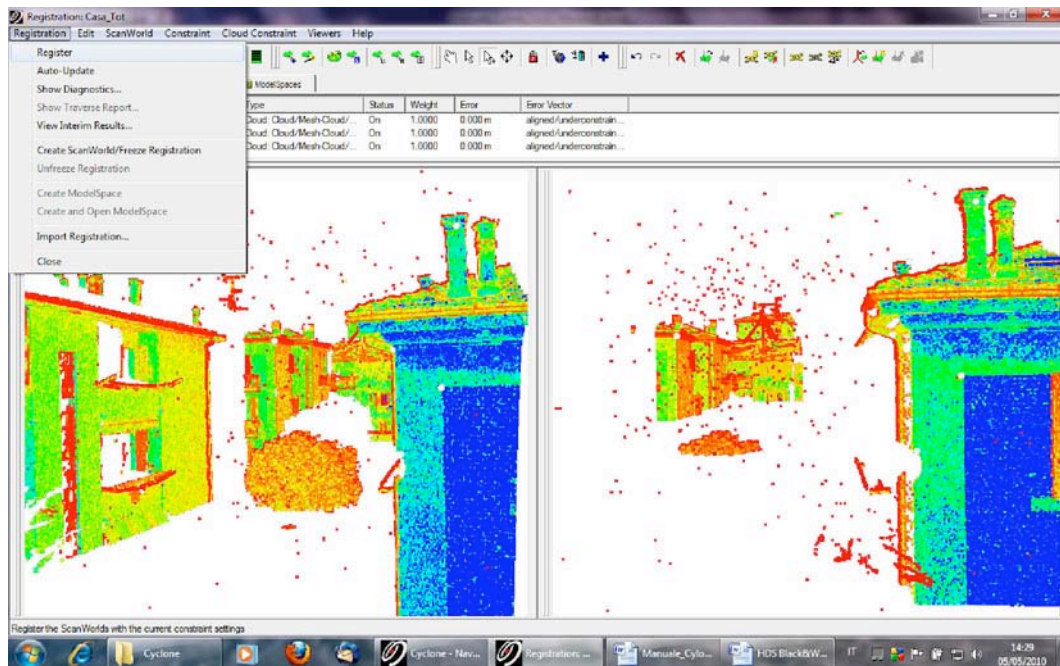 Registration: Casa_Tot
Registration Edit ScanWorld Constraint Cloud Constraint Viewers Help
Register
Auto-Update
Show Diagnostics...
Show Traverse Report...
View Interim Results...
Create ScanWorld/Freeze Registration
Unfreeze Registration
Create ModelSpace
Create and Open ModelSpace
Import Registration...
Close
ModelSpaces
Type Status Weight Error Error Vector
Cloud: Cloud/Mesh-Cloud/... On 1.0000 0.000 m aligned/underconstrain...
Cloud: Cloud/Mesh-Cloud/... On 1.0000 0.000 m aligned/underconstrain...
Cloud: Cloud/Mesh-Cloud/... On 1.0000 0.000 m aligned/underconstrain...
Register the ScanWorlds with the current constraint settings
Cyclone
Cyclone - Nav...
Registration: ...
Manuale_Cylo...
HDS Black&W...
IT
14:29
05/05/2010